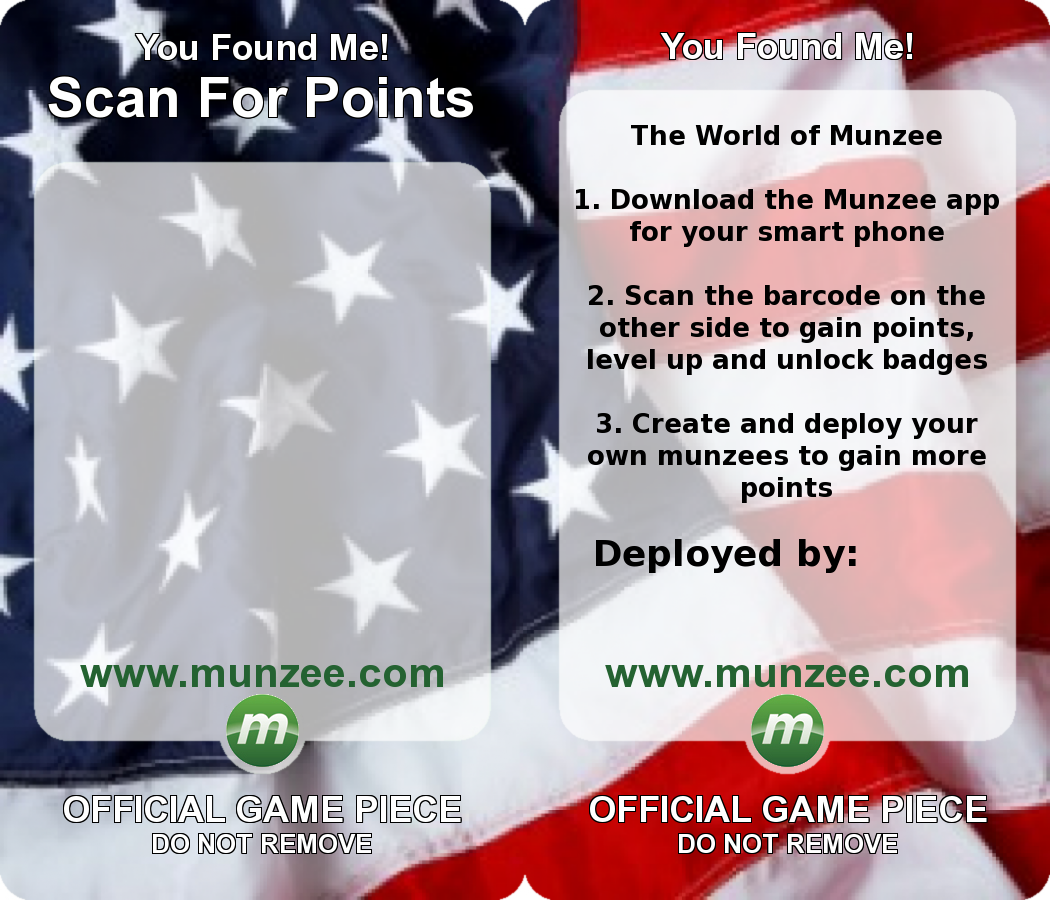 You Found Me!
Scan For Points
www.munzee.com
m
OFFICIAL GAME PIECE
DO NOT REMOVE
You Found Me!
The World of Munzee
1. Download the Munzee app
for your smart phone
2. Scan the barcode on the
other side to gain points,
level up and unlock badges
3. Create and deploy your
own munzees to gain more
points
Deployed by:
www.munzee.com
m
OFFICIAL GAME PIECE
DO NOT REMOVE